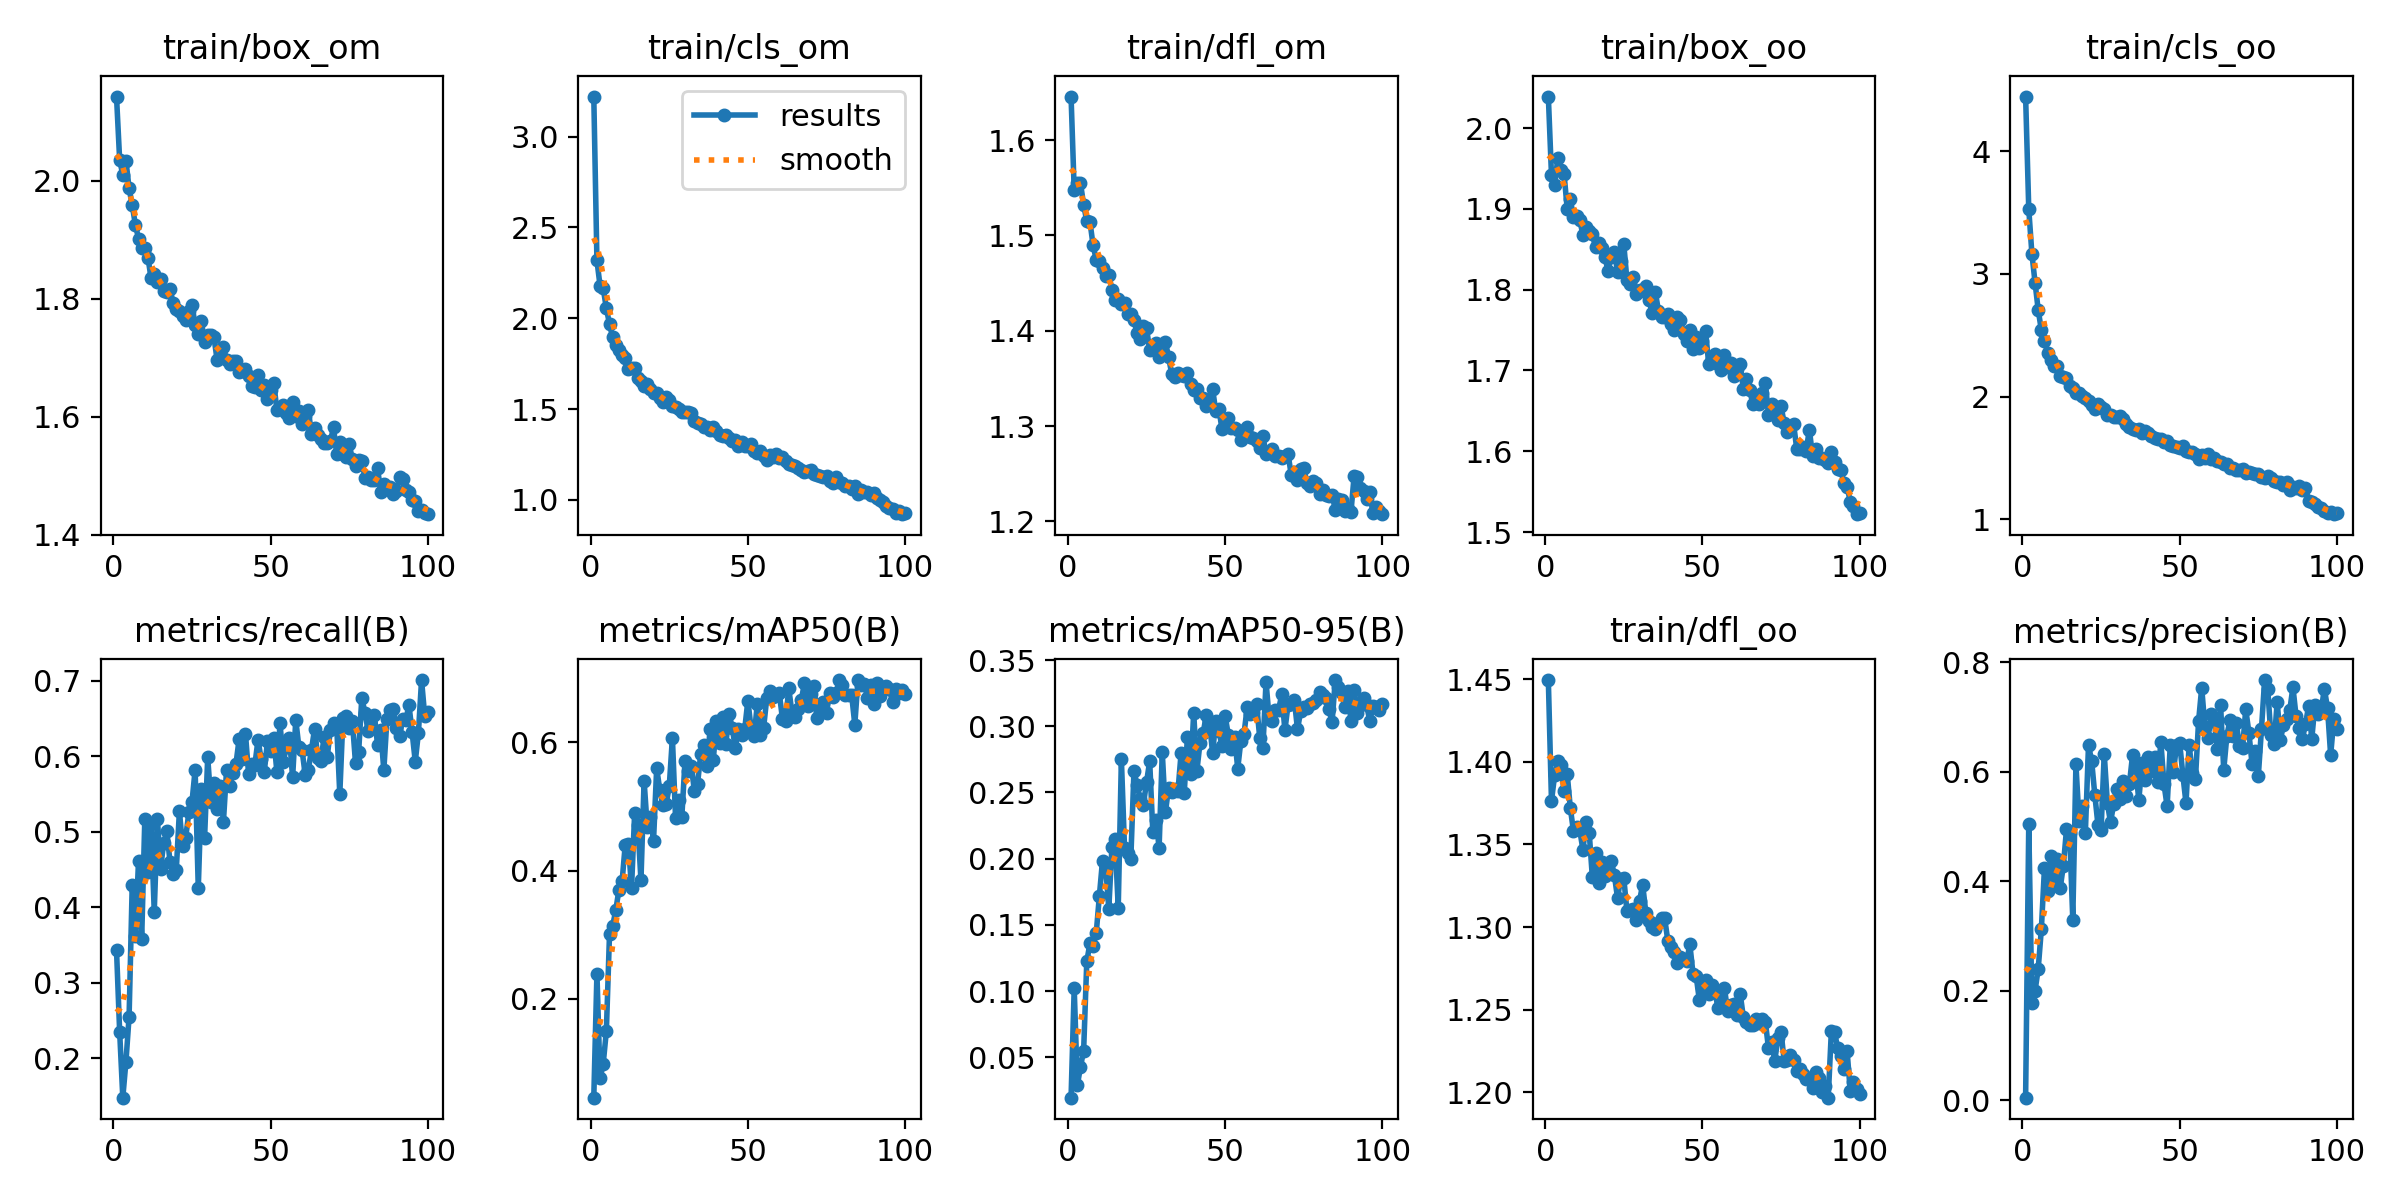 train/box_om
2.0
1.8
1.6
1.4
0 50 100
train/cls_om
results
smooth
3.0
2.5
2.0
1.5
1.0
0 50 100
train/dfl_om
1.6
1.5
1.4
1.3
1.2
0 50 100
train/box_oo
2.0
1.9
1.8
1.7
1.6
1.5
0 50 100
train/cls_oo
4
3
2
1
0 50 100
metrics/recall(B)
0.7
0.6
0.5
0.4
0.3
0.2
0 50 100
metrics/mAP50(B)
0.6
0.4
0.2
0 50 100
metrics/mAP50-95(B)
0.35
0.30
0.25
0.20
0.15
0.10
0.05
0 50 100
train/dfl_oo
1.45
1.40
1.35
1.30
1.25
1.20
0 50 100
metrics/precision(B)
0.8
0.6
0.4
0.2
0.0
0 50 100